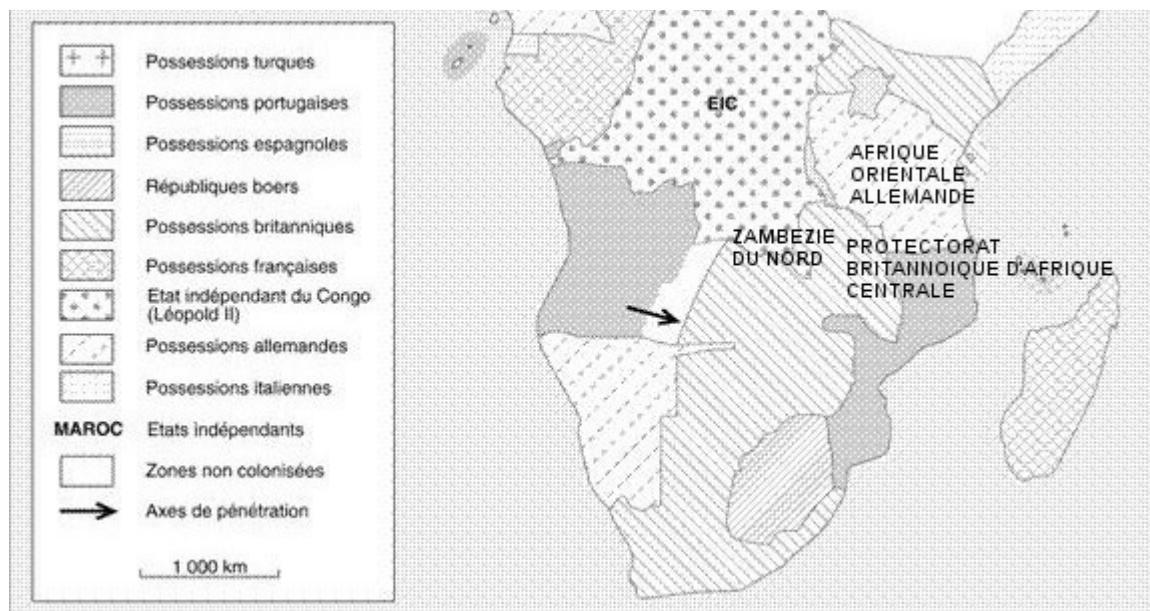 Possessions turques
Possessions portugaises
Possessions espagnoles
Républiques boers
Possessions britanniques
Possessions françaises
Etat indépendant du Congo
(Léopold II)
Possessions allemandes
Possessions italiennes
MAROC Etats indépendants
Zones non colonisées
Axes de pénétration
1 000 km
EIC
AFRIQUE
ORIENTALE
ALLEMANDE
ZAMBEZIE
DU NORD
PROTECTORAT
BRITANNOIQUE D'AFRIQUE
CENTRALE